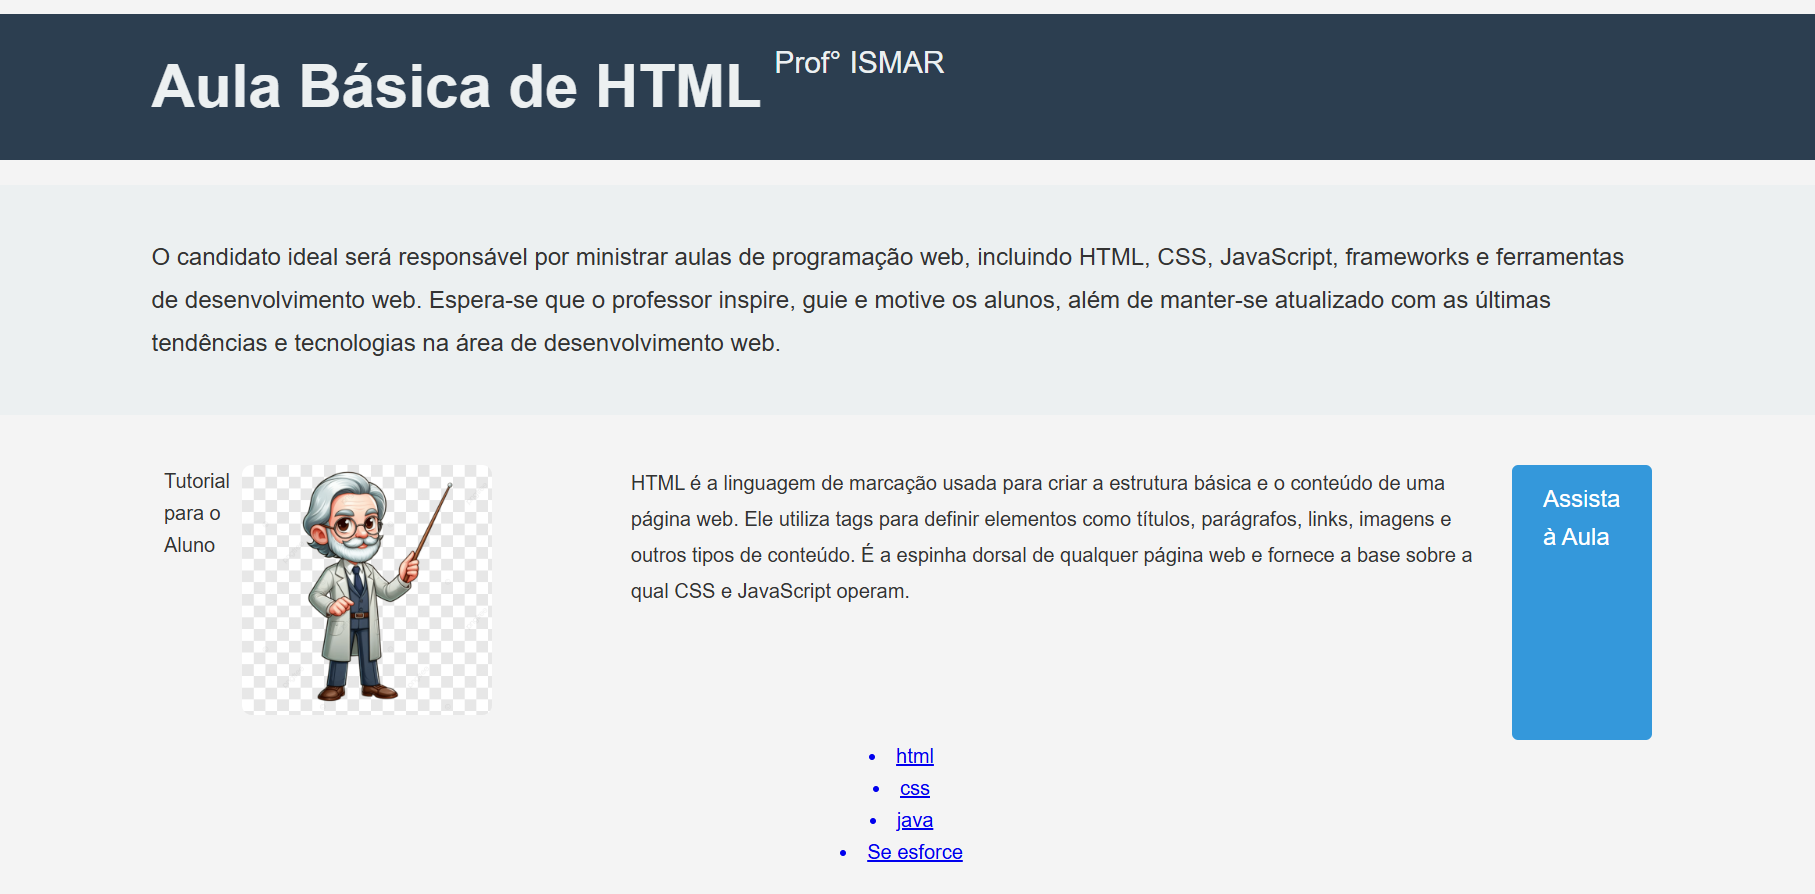 Aula Básica de HTML Prof° ISMAR
O candidato ideal será responsável por ministrar aulas de programação web, incluindo HTML, CSS, JavaScript, frameworks e ferramentas
de desenvolvimento web. Espera-se que o professor inspire, guie e motive os alunos, além de manter-se atualizado com as últimas
tendências e tecnologias na área de desenvolvimento web.
Tutorial
para o
Aluno
HTML é a linguagem de marcação usada para criar a estrutura básica e o conteúdo de uma
página web. Ele utiliza tags para definir elementos como títulos, parágrafos, links, imagens e
outros tipos de conteúdo. É a espinha dorsal de qualquer página web e fornece a base sobre a
qual CSS e JavaScript operam.
Assista
à Aula
html
css
java
Se esforce